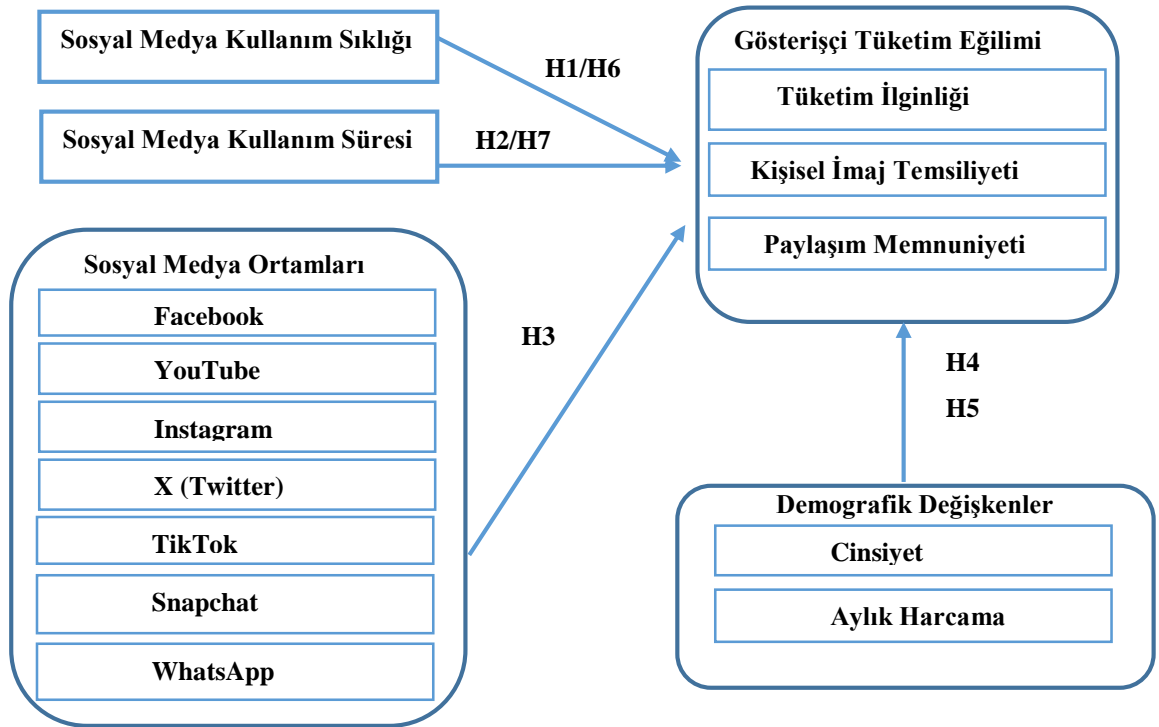 Sosyal Medya Kullanım Sıklığı
H1/H6
Sosyal Medya Kullanım Süresi
H2/H7
Gösterişçi Tüketim Eğilimi
Tüketim İlginliği
Kişisel İmaj Temsiliyeti
Paylaşım Memnuniyeti
Sosyal Medya Ortamları
Facebook
YouTube
Instagram
X (Twitter)
TikTok
Snapchat
WhatsApp
H3
H4
H5
Demografik Değişkenler
Cinsiyet
Aylık Harcama